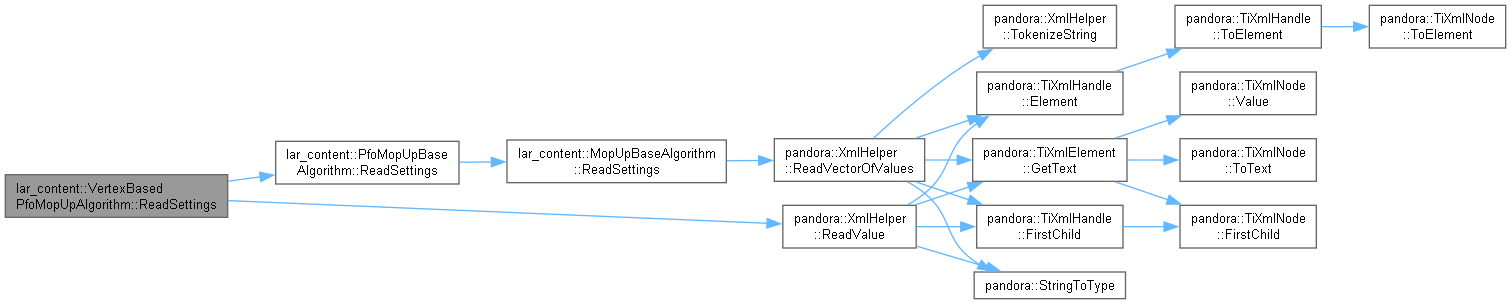 lar_content::VertexBased
PfoMopUpAlgorithm::ReadSettings
lar_content::PfoMopUpBase
Algorithm::ReadSettings
lar_content::MopUpBaseAlgorithm
::ReadSettings
pandora::XmlHelper
::ReadVectorOfValues
pandora::XmlHelper
::ReadValue
pandora::XmlHelper
::TokenizeString
pandora::TiXmlHandle
::Element
pandora::TiXmlElement
::GetText
pandora::TiXmlHandle
::FirstChild
pandora::StringToType
pandora::TiXmlHandle
::ToElement
pandora::TiXmlNode
::Value
pandora::TiXmlNode
::ToText
pandora::TiXmlNode
::FirstChild
pandora::TiXmlNode
::ToElement